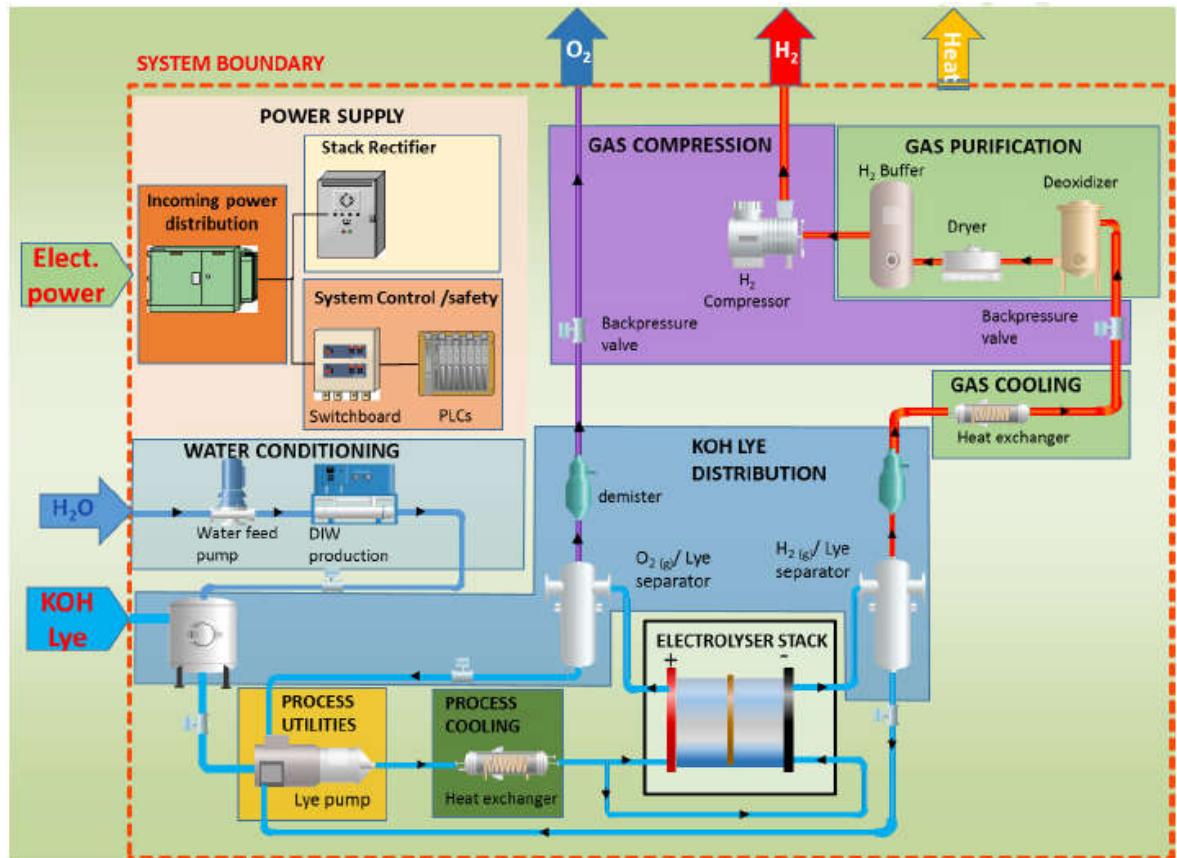 O₂
H₂
Heat
SYSTEM BOUNDARY
POWER SUPPLY
Stack Rectifier
Incoming power
distribution
Elect.
power
System Control /safety
Switchboard
PLCs
GAS COMPRESSION
GAS PURIFICATION
H₂ Buffer
Deoxidizer
Dryer
H₂
Compressor
Backpressure
valve
Backpressure
valve
GAS COOLING
Heat exchanger
WATER CONDITIONING
H₂O
Water feed
pump
DIW
production
KOH LYE
DISTRIBUTION
demister
O₂ (g)/ Lye
separator
H₂ (g)/ Lye
separator
KOH
Lye
ELECTROLYSER STACK
+
-
PROCESS
UTILITIES
Lye pump
PROCESS
COOLING
Heat exchanger